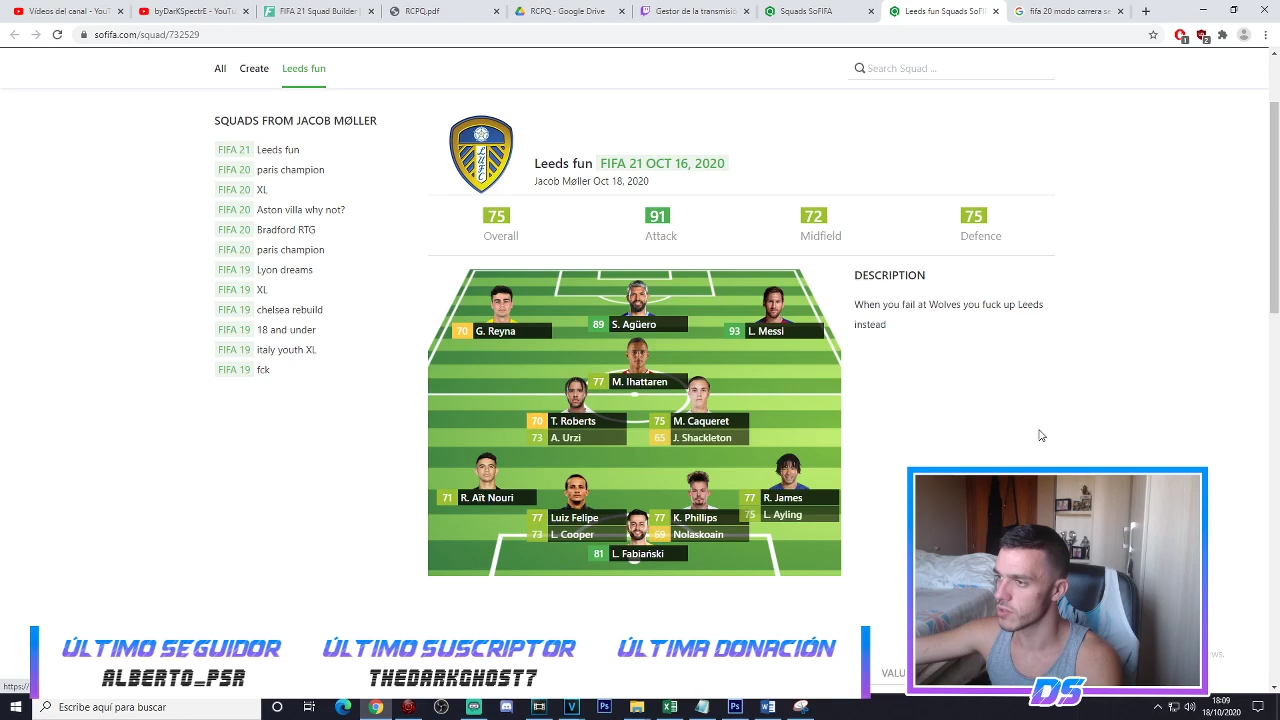 Vídeos del canal - YouT
byDarKSpectrE - YouTu
FIFA 21 Squad Builder |
RCPQ.pdf
RCPQ - Google Drive
Gestor de la transmisió
Squads SoFIFA
Leeds fun Squad SoFIF
fifa 20 modo carrera se
sofifa.com/squad/732529
All Create Leeds fun
Search Squad ...
SQUADS FROM JACOB MØLLER
FIFA 21 Leeds fun
FIFA 20 paris champion
FIFA 20 XL
FIFA 20 Aston villa why not?
FIFA 20 Bradford RTG
FIFA 20 paris champion
FIFA 19 Lyon dreams
FIFA 19 XL
FIFA 19 chelsea rebuild
FIFA 19 18 and under
FIFA 19 italy youth XL
FIFA 19 fck
LUFC
Leeds fun FIFA 21 OCT 16, 2020
Jacob Møller Oct 18, 2020
75 91 72 75
Overall Attack Midfield Defence
70 G. Reyna
89 S. Agüero
93 L. Messi
77 M. Ihattaren
70 T. Roberts
73 A. Urzi
75 M. Caqueret
65 J. Shackleton
71 R. Aït Nouri
77 Luiz Felipe
73 L. Cooper
77 K. Phillips
69 Nolaskoain
77 R. James
75 L. Ayling
81 L. Fabiański
DESCRIPTION
When you fail at Wolves you fuck up Leeds
instead
ÚLTIMO SEGUIDOR
ALBERTO_PSR
ÚLTIMO SUSCRIPTOR
THEDARKGHOST7
ÚLTIMA DONACIÓN
VALU
ws.
DS
https://
Escribe aquí para buscar
18:09
18/10/2020